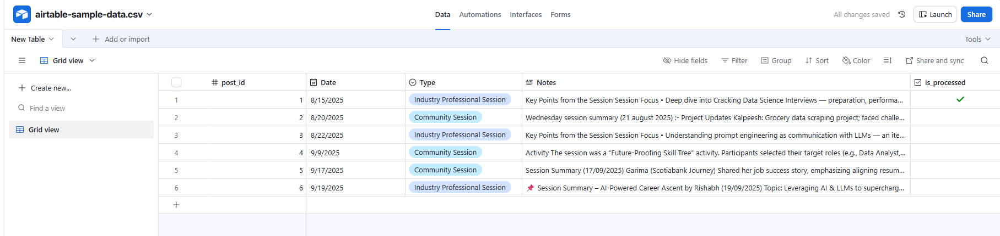 airtable-sample-data.csv
Data Automations Interfaces Forms
All changes saved Launch Share
New Table Add or import Tools
Grid view Hide fields Filter Group Sort Color Share and sync
Create new...
Find a view
Grid view
post_id Date Type Notes is_processed
1 1 8/15/2025 Industry Professional Session Key Points from the Session Session Focus • Deep dive into Cracking Data Science Interviews — preparation, performa...
2 2 8/20/2025 Community Session Wednesday session summary (21 august 2025) :- Project Updates Kalpeesh: Grocery data scraping project; faced challe...
3 3 8/22/2025 Industry Professional Session Key Points from the Session Session Focus • Understanding prompt engineering as communication with LLMs — an ite...
4 4 9/9/2025 Community Session Activity The session was a “Future-Proofing Skill Tree” activity. Participants selected their target roles (e.g., Data Analyst,...
5 5 9/17/2025 Community Session Session Summary (17/09/2025) Garima (Scotiabank Journey) Shared her job success story, emphasizing aligning resum...
6 6 9/19/2025 Industry Professional Session 📌 Session Summary – AI-Powered Career Ascent by Rishabh (19/09/2025) Topic: Leveraging AI & LLMs to supercharg...